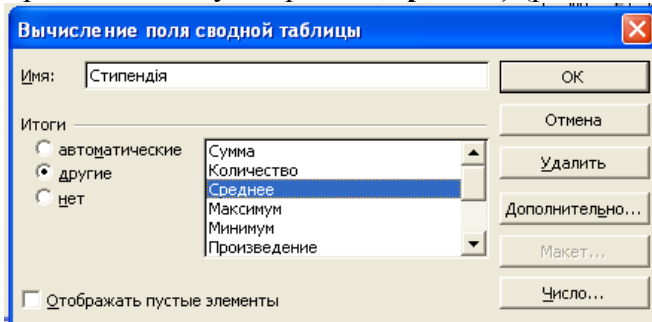 Вычисление поля сводной таблицы
Имя: Стипендія
ОК
Итоги
Отмена
автоматические
другие
нет
Сумма
Количество
Среднее
Максимум
Минимум
Произведение
Удалить
Дополнительно...
Макет...
Отображать пустые элементы
Число...